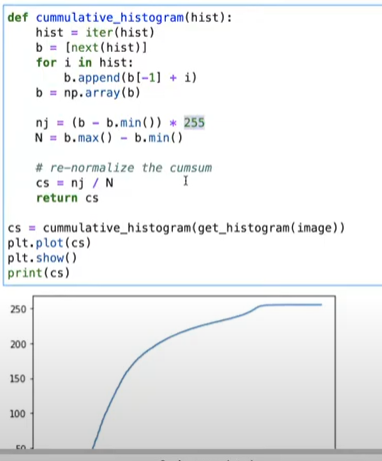 def cummulative_histogram(hist):
    hist = iter(hist)
    b = [next(hist)]
    for i in hist:
        b.append(b[-1] + i)
    b = np.array(b)

    nj = (b - b.min()) * 255
    N = b.max() - b.min()

    # re-normalize the cumsum
    cs = nj / N
    return cs

cs = cummulative_histogram(get_histogram(image))
plt.plot(cs)
plt.show()
print(cs)
250
200
150
100